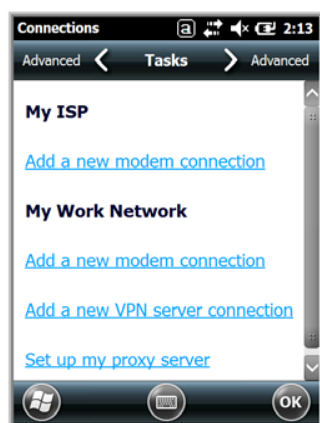 Connections a 2:13
Advanced Tasks Advanced
My ISP
Add a new modem connection
My Work Network
Add a new modem connection
Add a new VPN server connection
Set up my proxy server
OK